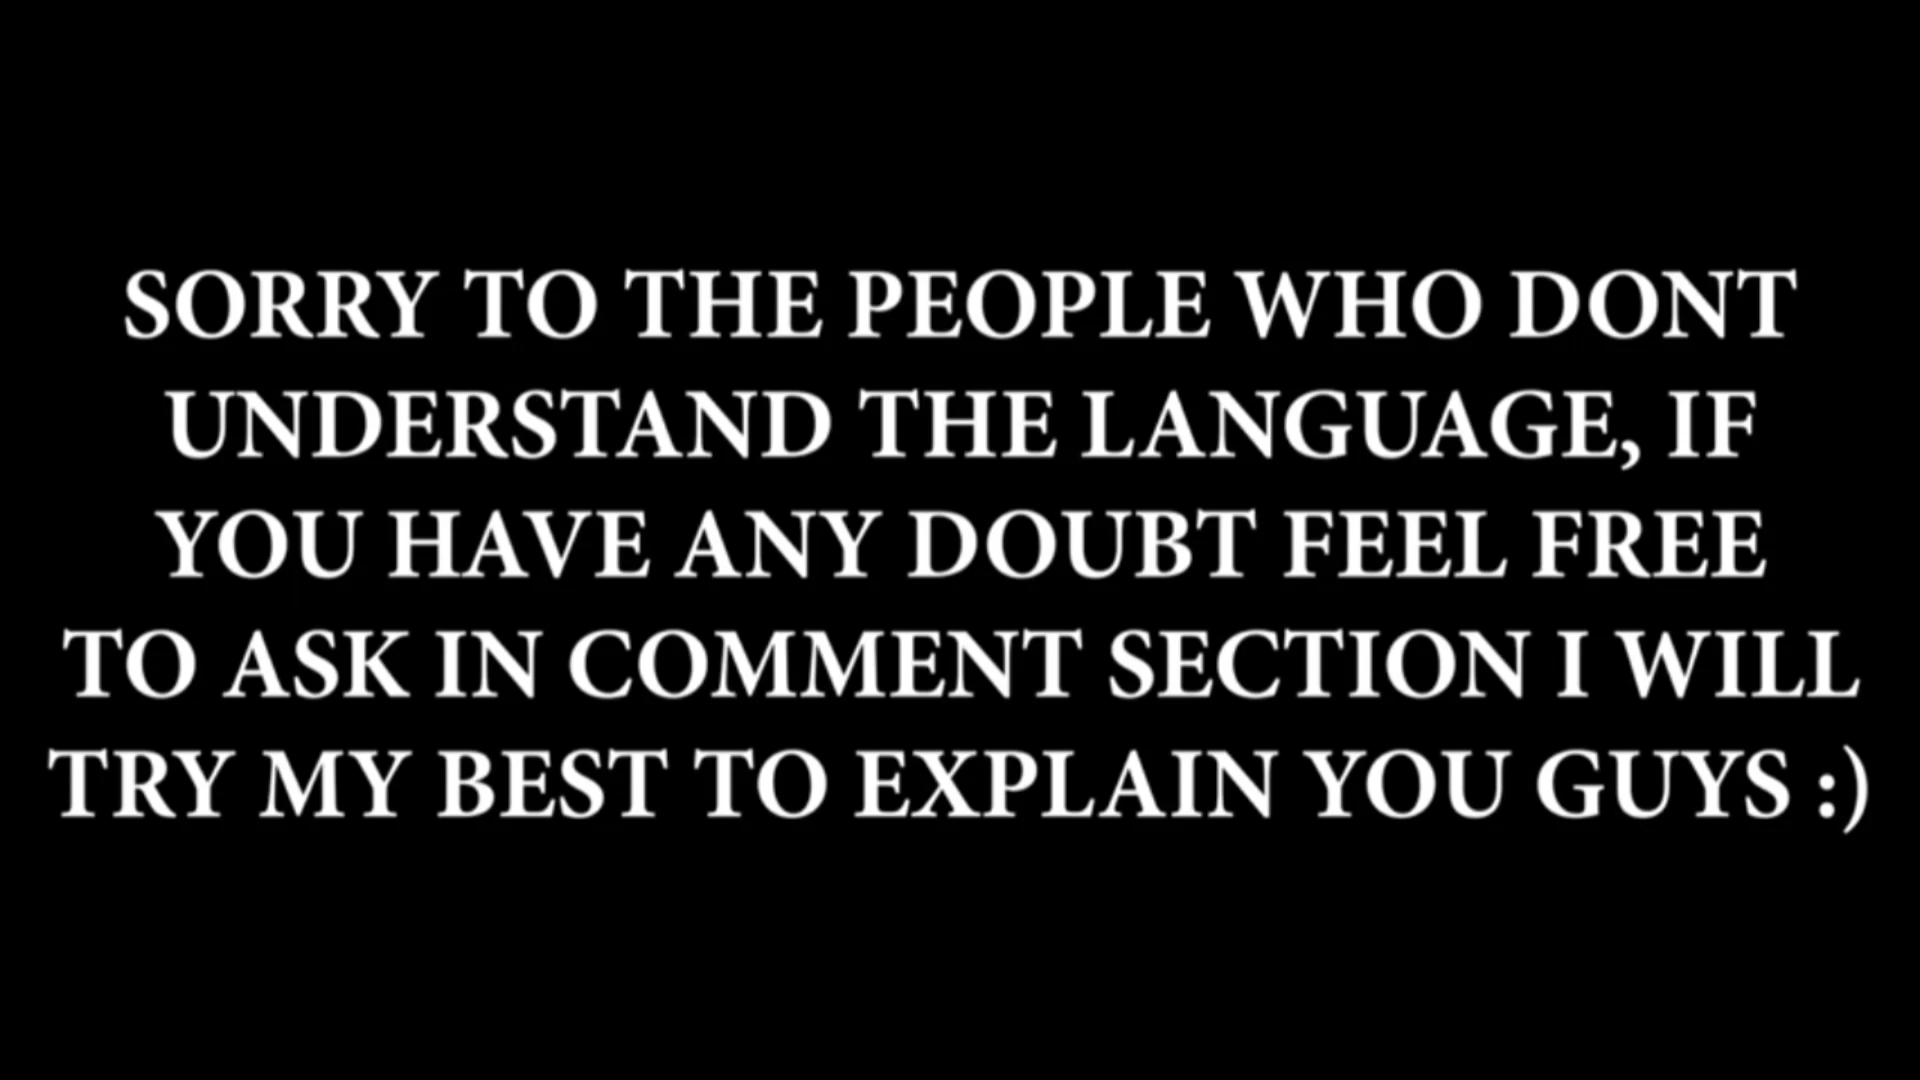 SORRY TO THE PEOPLE WHO DONT
UNDERSTAND THE LANGUAGE, IF
YOU HAVE ANY DOUBT FEEL FREE
TO ASK IN COMMENT SECTION I WILL
TRY MY BEST TO EXPLAIN YOU GUYS :)